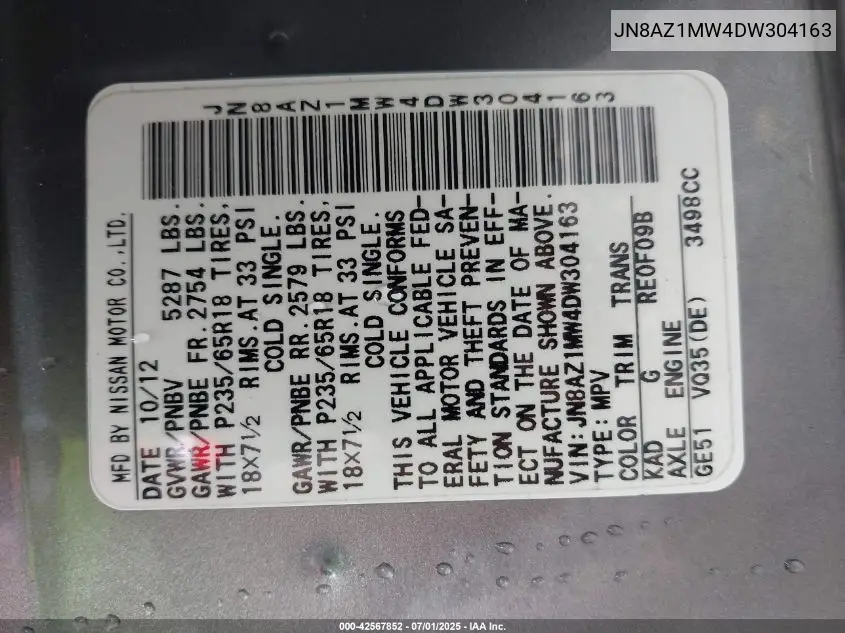 JN8AZ1MW4DW304163
MFD BY NISSAN MOTOR CO.,LTD.
DATE 10/12
GVWR/PNBV 5287 LBS.
GAWR/PNBE FR. 2754 LBS.
WITH P235/65R18 TIRES,
18×7½ RIMS.AT 33 PSI
COLD SINGLE.
GAWR/PNBE RR. 2579 LBS.
WITH P235/65R18 TIRES,
18×7½ RIMS.AT 33 PSI
COLD SINGLE.
THIS VEHICLE CONFORMS
TO ALL APPLICABLE FED-
ERAL MOTOR VEHICLE SA-
FETY AND THEFT PREVEN-
TION STANDARDS IN EFF-
ECT ON THE DATE OF MA-
NUFACTURE SHOWN ABOVE.
VIN: JN8AZ1MW4DW304163
TYPE: MPV
COLOR TRIM TRANS
KAD G RE0F09B
AXLE ENGINE
GE51 VQ35(DE) 3498CC
JN8AZ1MW4DW304163
000-42567852 - 07/01/2025 - IAA Inc.